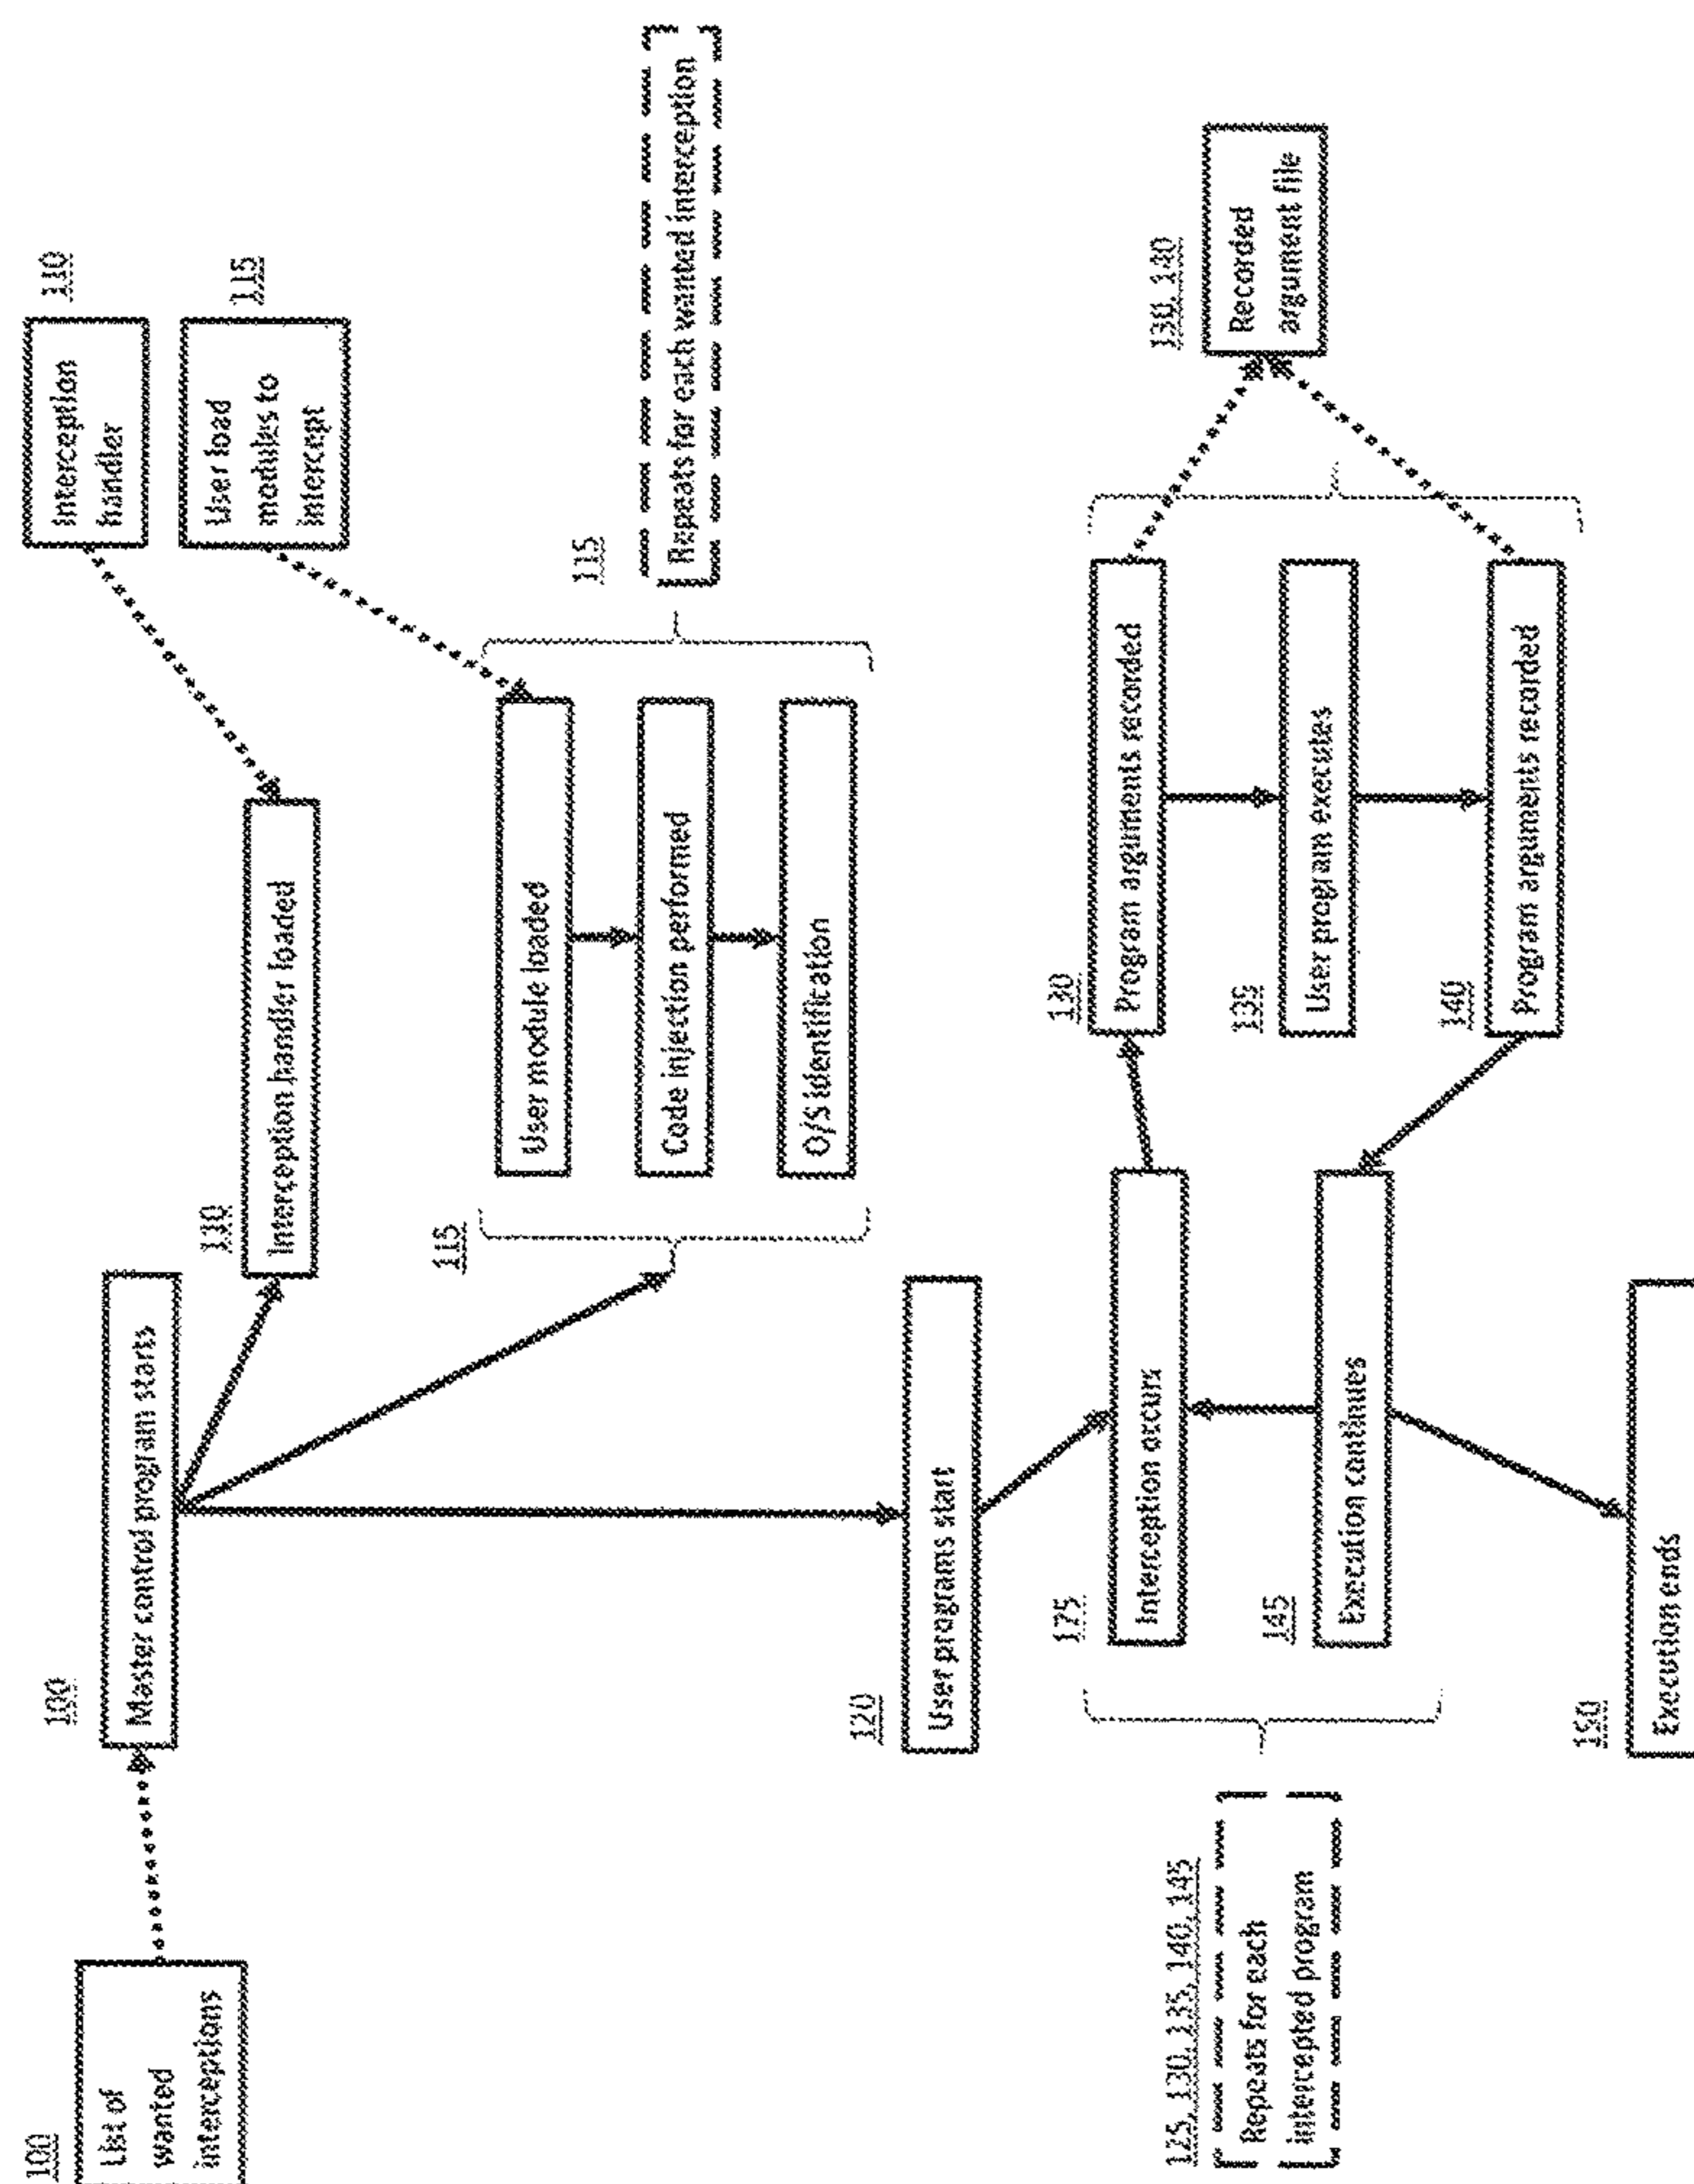 100
List of
wanted
interceptions
100
Master control program starts
110
Interception handler
110
Interception handler loaded
115
User load
modules to
intercept
115
User module loaded
Code injection performed
O/S identification
115
Repeats for each wanted interception
120
User programs start
125, 130, 135, 140, 145
Repeats for each
intercepted program
125
Interception occurs
145
Execution continues
130
Program arguments recorded
135
User program executes
140
Program arguments recorded
130, 140
Recorded
argument file
150
Execution ends